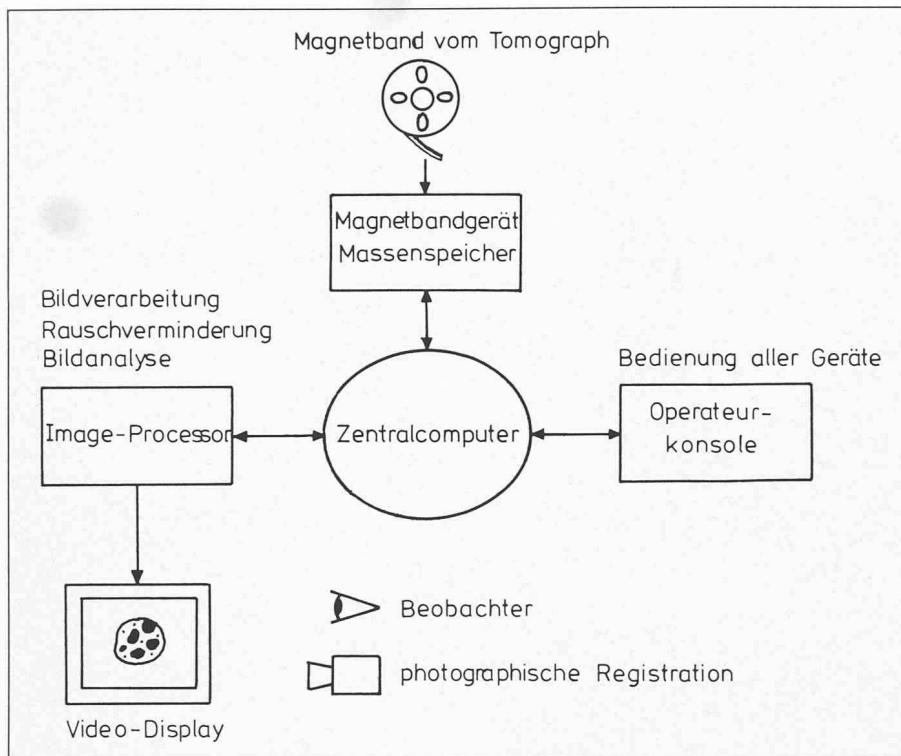 Magnetband vom Tomograph
Magnetbandgerät
Massenspeicher
Bildverarbeitung
Rauschverminderung
Bildanalyse
Image-Processor
Zentralcomputer
Bedienung aller Geräte
Operateur-
konsole
Beobachter
photographische Registration
Video-Display